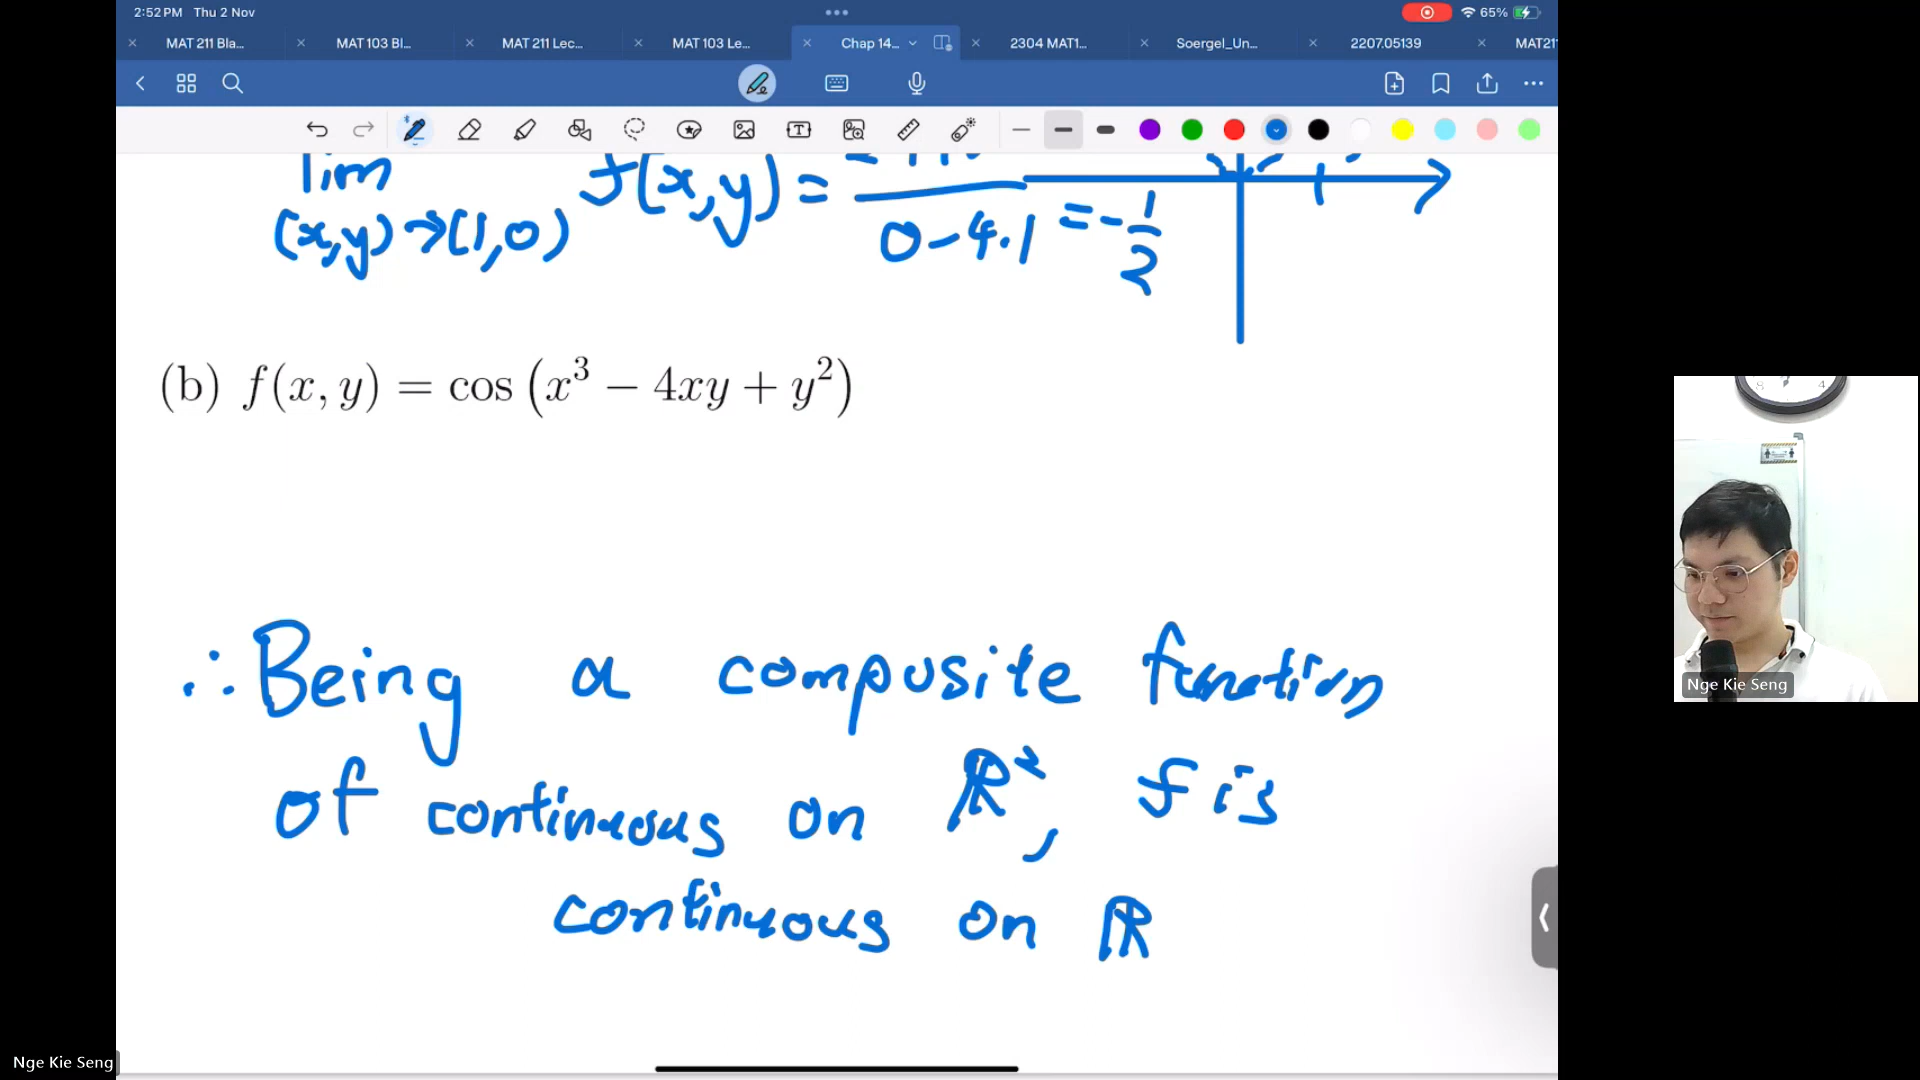 2:52 PM Thu 2 Nov
65%
MAT 211 Bla...
MAT 103 Bl...
MAT 211 Lec...
MAT 103 Le...
Chap 14...
2304 MAT1...
Soergel_Un...
2207.05139
MAT21
lim f(x,y) =
(x,y)→(1,0) 0-4.1 = -1/2
(b) f(x, y) = cos (x³ − 4xy + y²)
∴ Being a composite function
of continuous on ℝ², f is
continuous on ℝ
Nge Kie Seng
Nge Kie Seng